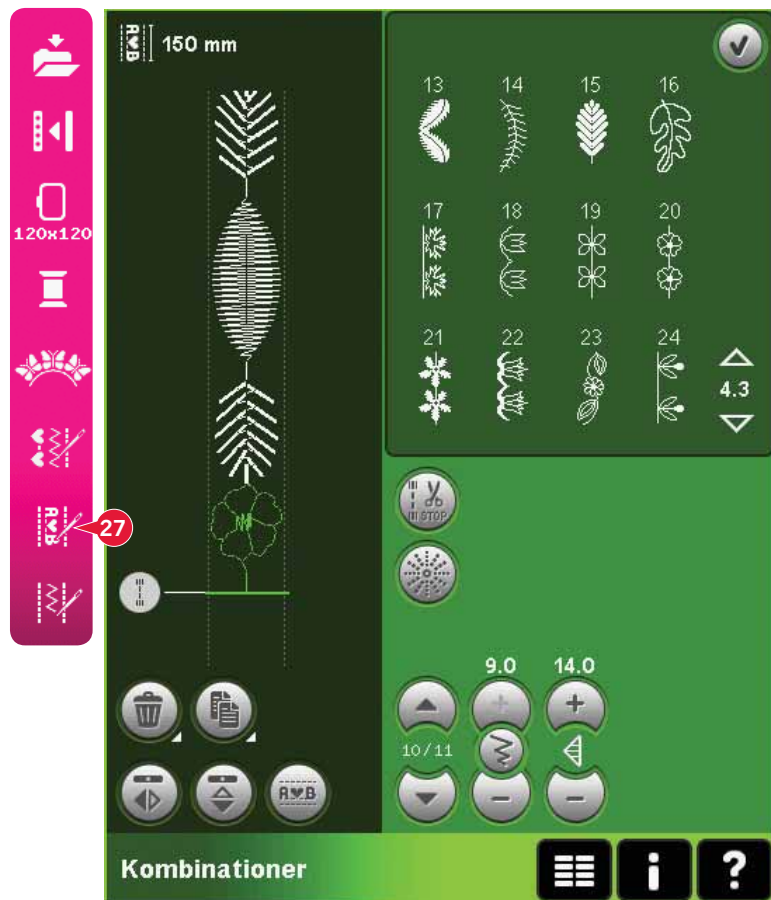 150 mm
13 14 15 16
120x120
17 18 19 20
21 22 23 24
4.3
27
STOP
9.0 14.0
10/11
A♥B
Kombinationer
i ?